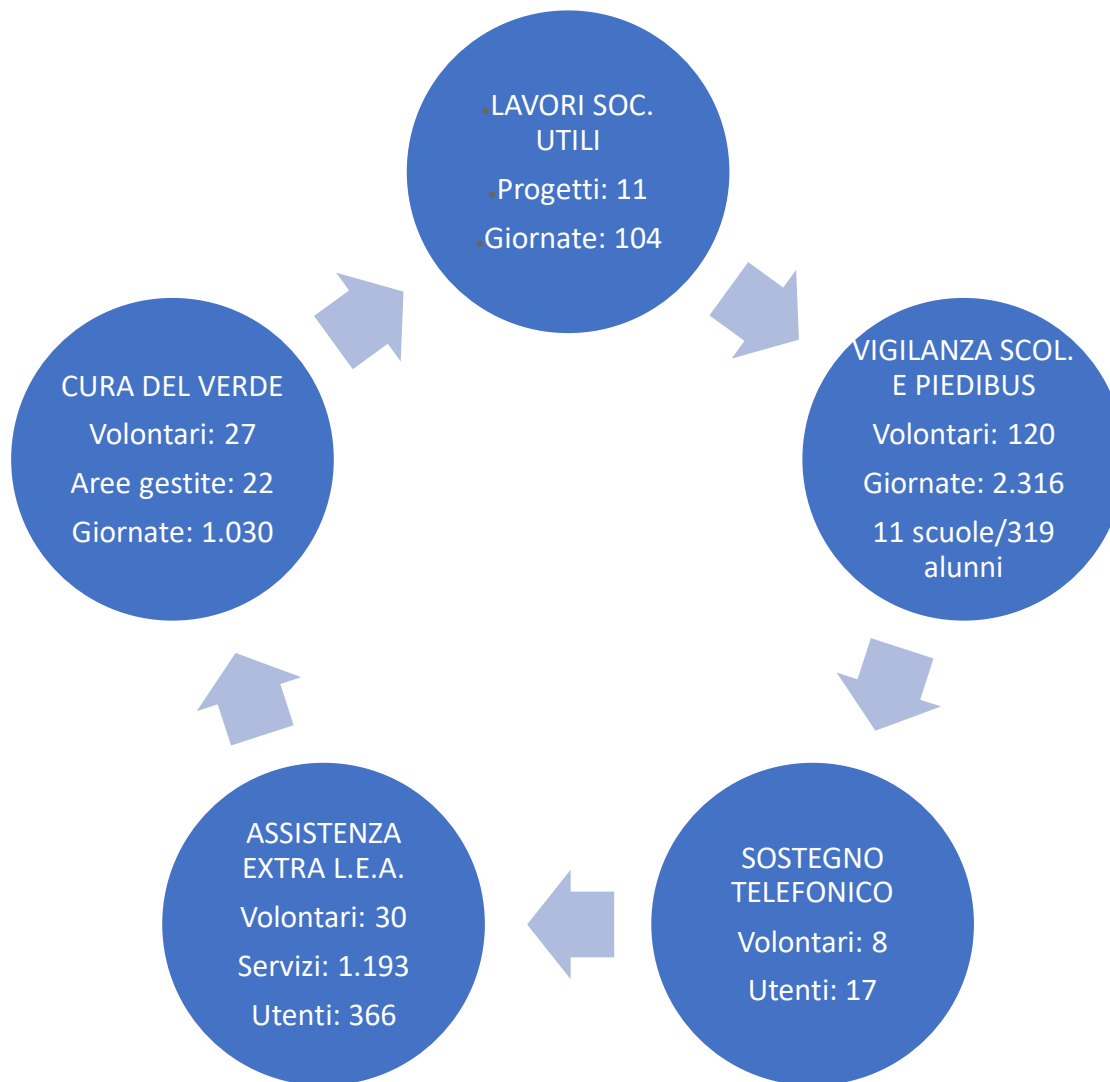 LAVORI SOC.
UTILI
Progetti: 11
Giornate: 104
VIGILANZA SCOL.
E PIEDIBUS
Volontari: 120
Giornate: 2.316
11 scuole/319
alunni
SOSTEGNO
TELEFONICO
Volontari: 8
Utenti: 17
ASSISTENZA
EXTRA L.E.A.
Volontari: 30
Servizi: 1.193
Utenti: 366
CURA DEL VERDE
Volontari: 27
Aree gestite: 22
Giornate: 1.030